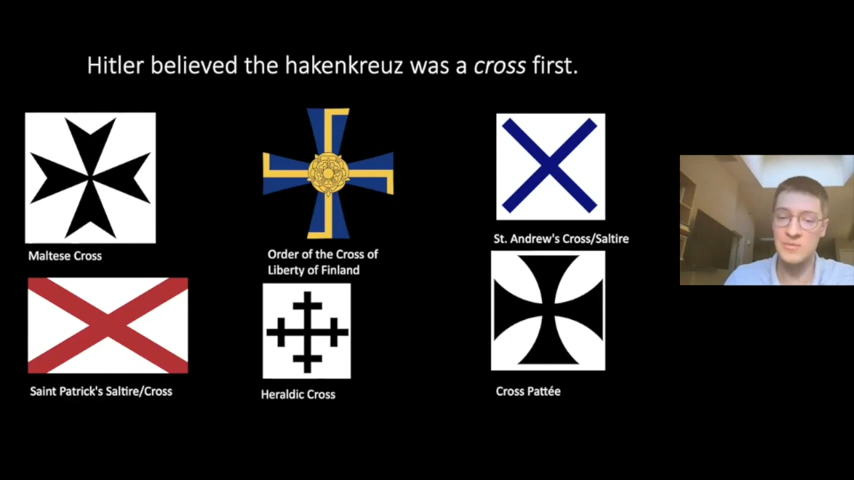 Hitler believed the hakenkreuz was a cross first.
Maltese Cross
Order of the Cross of
Liberty of Finland
St. Andrew's Cross/Saltire
Saint Patrick's Saltire/Cross
Heraldic Cross
Cross Pattée